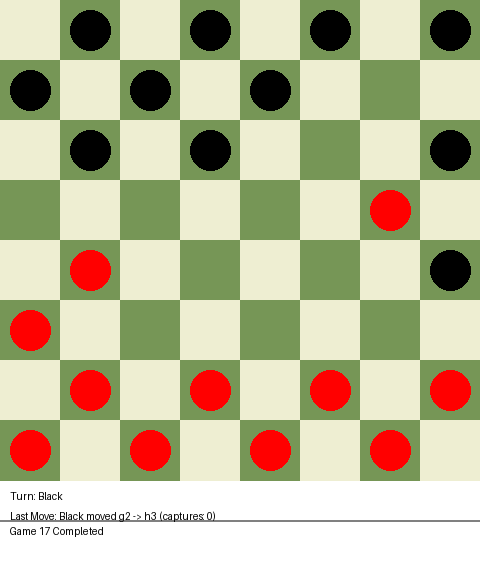 Turn: Black
Last Move: Black moved g2 -> h3 (captures: 0)
Game 17 Completed